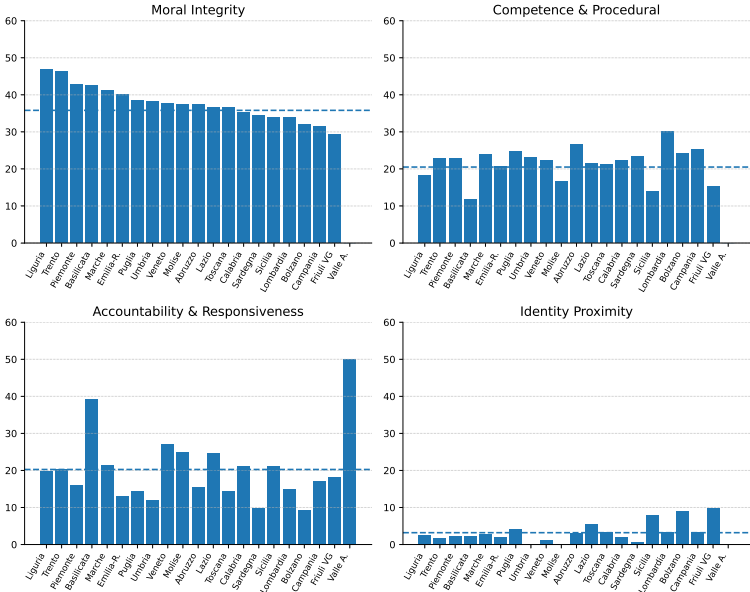 Moral Integrity
60
50
40
30
20
10
0
Liguria
Trento
Piemonte
Basilicata
Marche
Emilia-R.
Puglia
Umbria
Veneto
Molise
Abruzzo
Lazio
Toscana
Calabria
Sardegna
Sicilia
Lombardia
Bolzano
Campania
Friuli VG
Valle A.
Competence & Procedural
60
50
40
30
20
10
0
Liguria
Trento
Piemonte
Basilicata
Marche
Emilia-R.
Puglia
Umbria
Veneto
Molise
Abruzzo
Lazio
Toscana
Calabria
Sardegna
Sicilia
Lombardia
Bolzano
Campania
Friuli VG
Valle A.
Accountability & Responsiveness
60
50
40
30
20
10
0
Liguria
Trento
Piemonte
Basilicata
Marche
Emilia-R.
Puglia
Umbria
Veneto
Molise
Abruzzo
Lazio
Toscana
Calabria
Sardegna
Sicilia
Lombardia
Bolzano
Campania
Friuli VG
Valle A.
Identity Proximity
60
50
40
30
20
10
0
Liguria
Trento
Piemonte
Basilicata
Marche
Emilia-R.
Puglia
Umbria
Veneto
Molise
Abruzzo
Lazio
Toscana
Calabria
Sardegna
Sicilia
Lombardia
Bolzano
Campania
Friuli VG
Valle A.